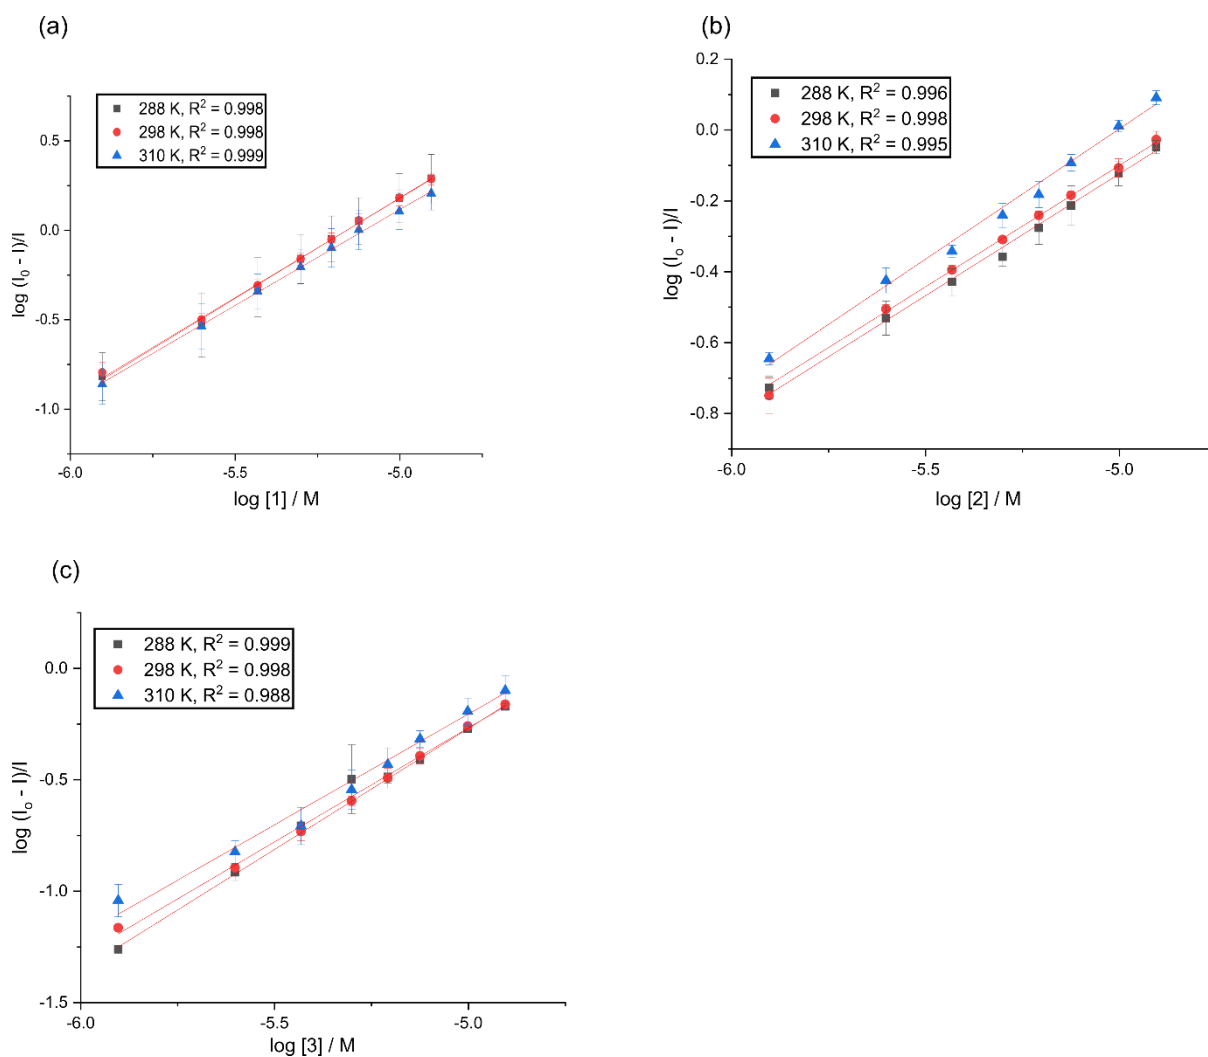 (a)
288 K, R² = 0.998
298 K, R² = 0.998
310 K, R² = 0.999
0.5
0.0
-0.5
-1.0
log (I₀ - I)/I
-6.0 -5.5 -5.0
log [1] / M
(b)
0.2
288 K, R² = 0.996
298 K, R² = 0.998
310 K, R² = 0.995
0.0
-0.2
-0.4
-0.6
-0.8
log (Iₒ - I)/I
-6.0 -5.5 -5.0
log [2] / M
(c)
288 K, R² = 0.999
298 K, R² = 0.998
310 K, R² = 0.988
0.0
-0.5
-1.0
-1.5
log (Iₒ - I)/I
-6.0 -5.5 -5.0
log [3] / M